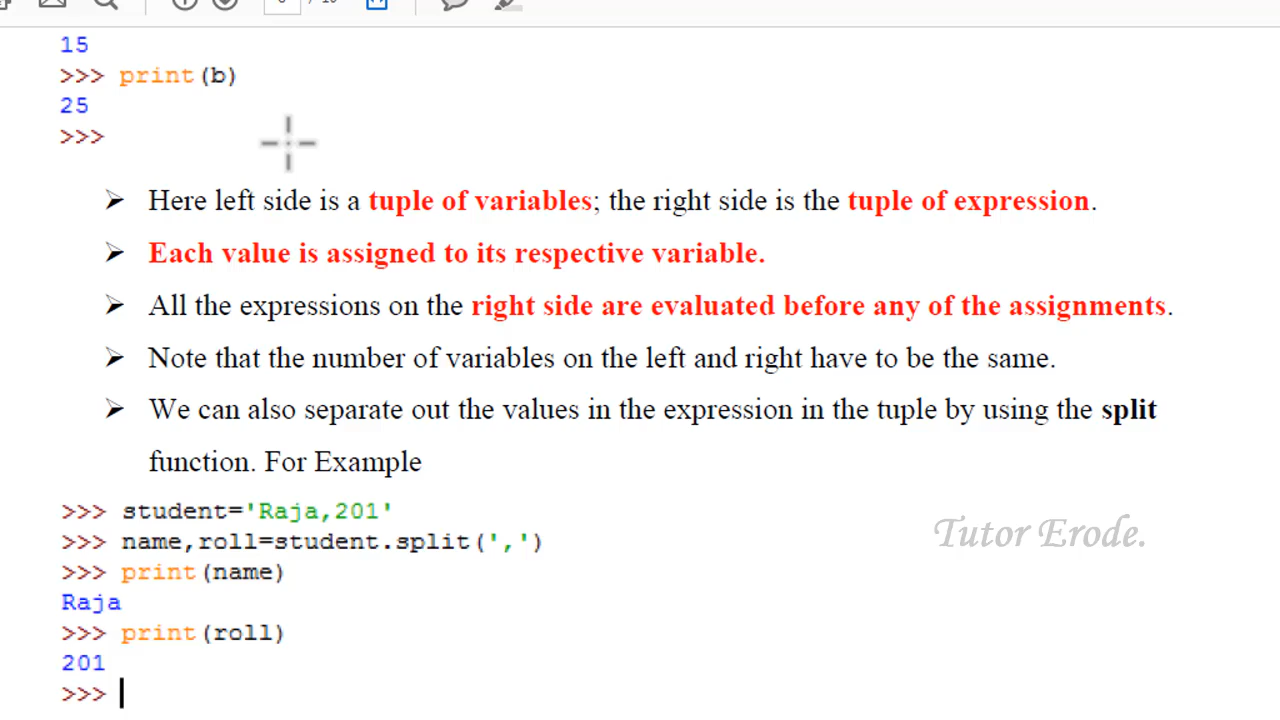 15
>>> print(b)
25
>>>
➢ Here left side is a tuple of variables; the right side is the tuple of expression.
➢ Each value is assigned to its respective variable.
➢ All the expressions on the right side are evaluated before any of the assignments.
➢ Note that the number of variables on the left and right have to be the same.
➢ We can also separate out the values in the expression in the tuple by using the split
function. For Example
>>> student='Raja,201'
>>> name,roll=student.split(',')
>>> print(name)
Raja
>>> print(roll)
201
>>>
Tutor Erode.